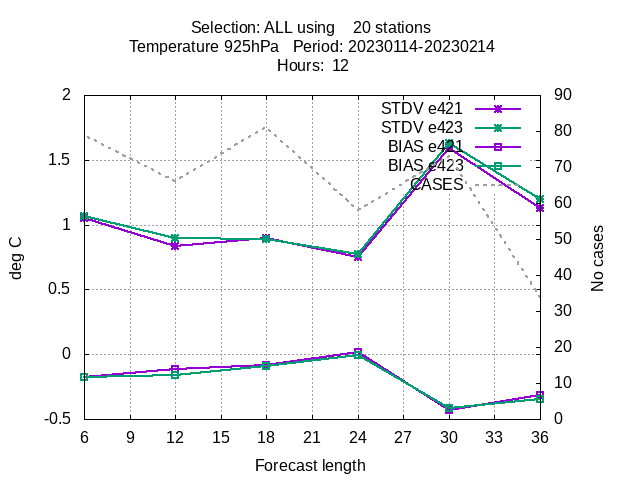 Selection: ALL using 20 stations
Temperature 925hPa Period: 20230114-20230214
Hours: 12
2
1.5
1
0.5
0
-0.5
deg C
STDV e421
STDV e423
BIAS e421
BIAS e423
CASES
90
80
70
60
50
40
30
20
10
0
No cases
6 9 12 15 18 21 24 27 30 33 36
Forecast length